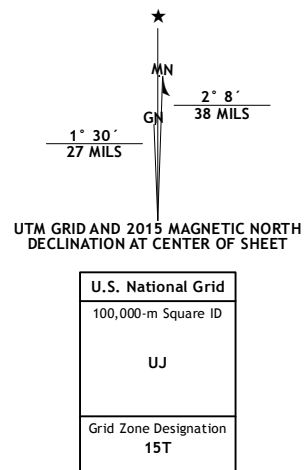 ★
MN
GN
2° 8´
38 MILS
1° 30´
27 MILS
UTM GRID AND 2015 MAGNETIC NORTH
DECLINATION AT CENTER OF SHEET
U.S. National Grid
100,000-m Square ID
UJ
Grid Zone Designation
15T